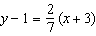 y − 1 = 2/7 (x + 3)